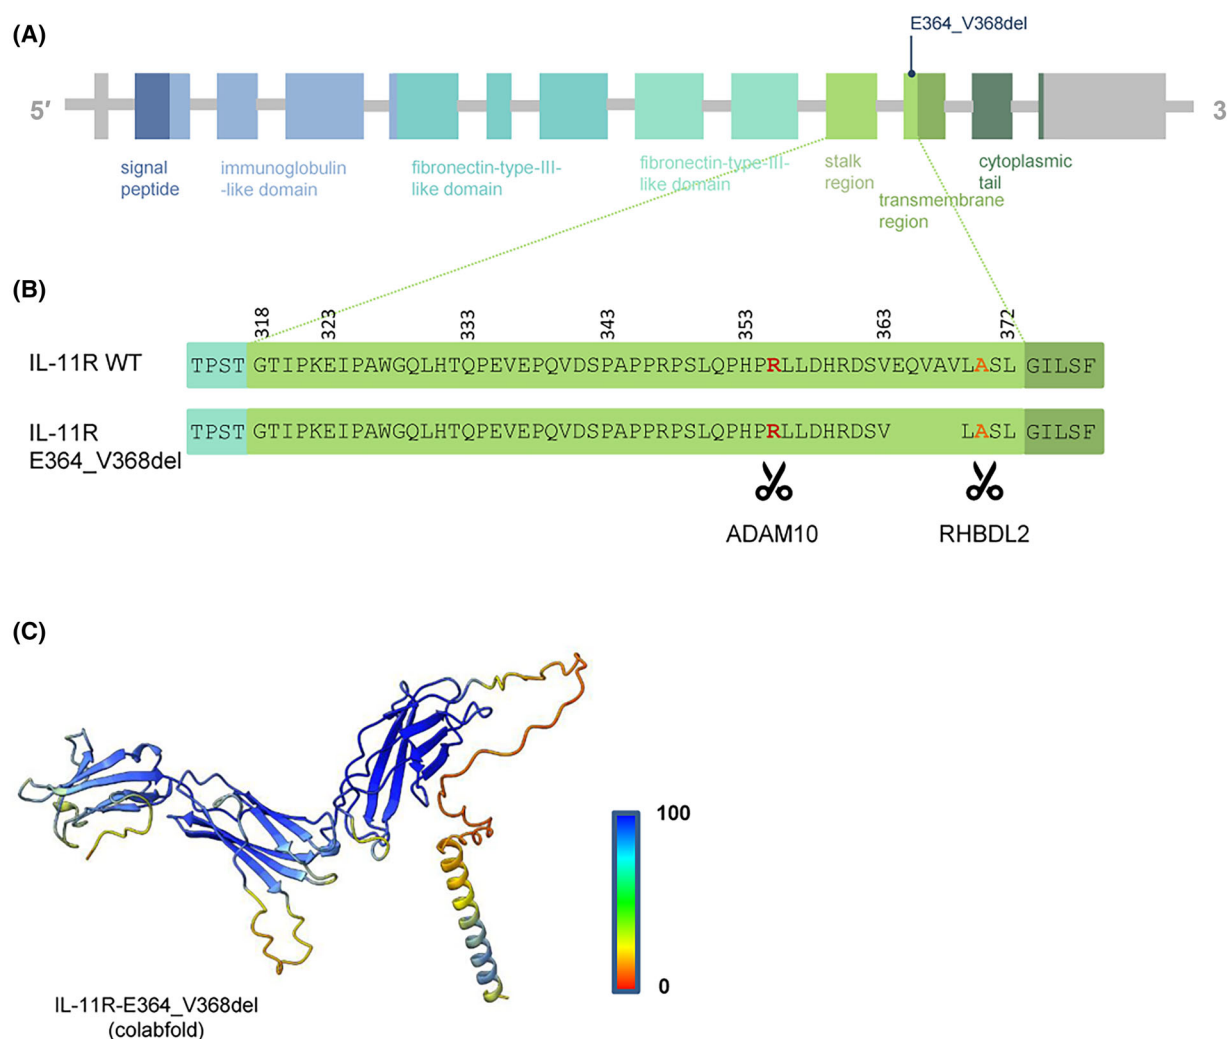 (A)
E364_V368del
5′
3
signal
peptide
immunoglobulin
-like domain
fibronectin-type-III-
like domain
fibronectin-type-III-
like domain
stalk
region
transmembrane
region
cytoplasmic
tail
(B)
318 323 333 343 353 363 372
IL-11R WT
TPST GTIPKEIPAWGQLHTQPEVEPQVDSPAPPRPSLQPHPRLLDHRDSVEQVAVLASL GILSF
IL-11R
E364_V368del
TPST GTIPKEIPAWGQLHTQPEVEPQVDSPAPPRPSLQPHPRLLDHRDSV LASL GILSF
ADAM10 RHBDL2
(C)
100
0
IL-11R-E364_V368del
(colabfold)